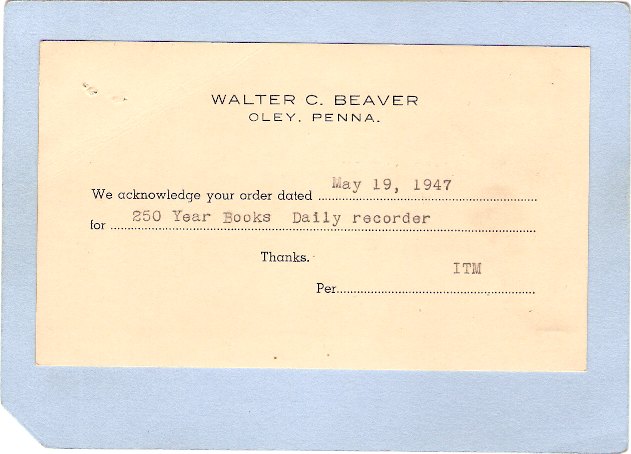 WALTER C. BEAVER
OLEY, PENNA.
We acknowledge your order dated May 19, 1947
for 250 Year Books Daily recorder
Thanks.
ITM
Per